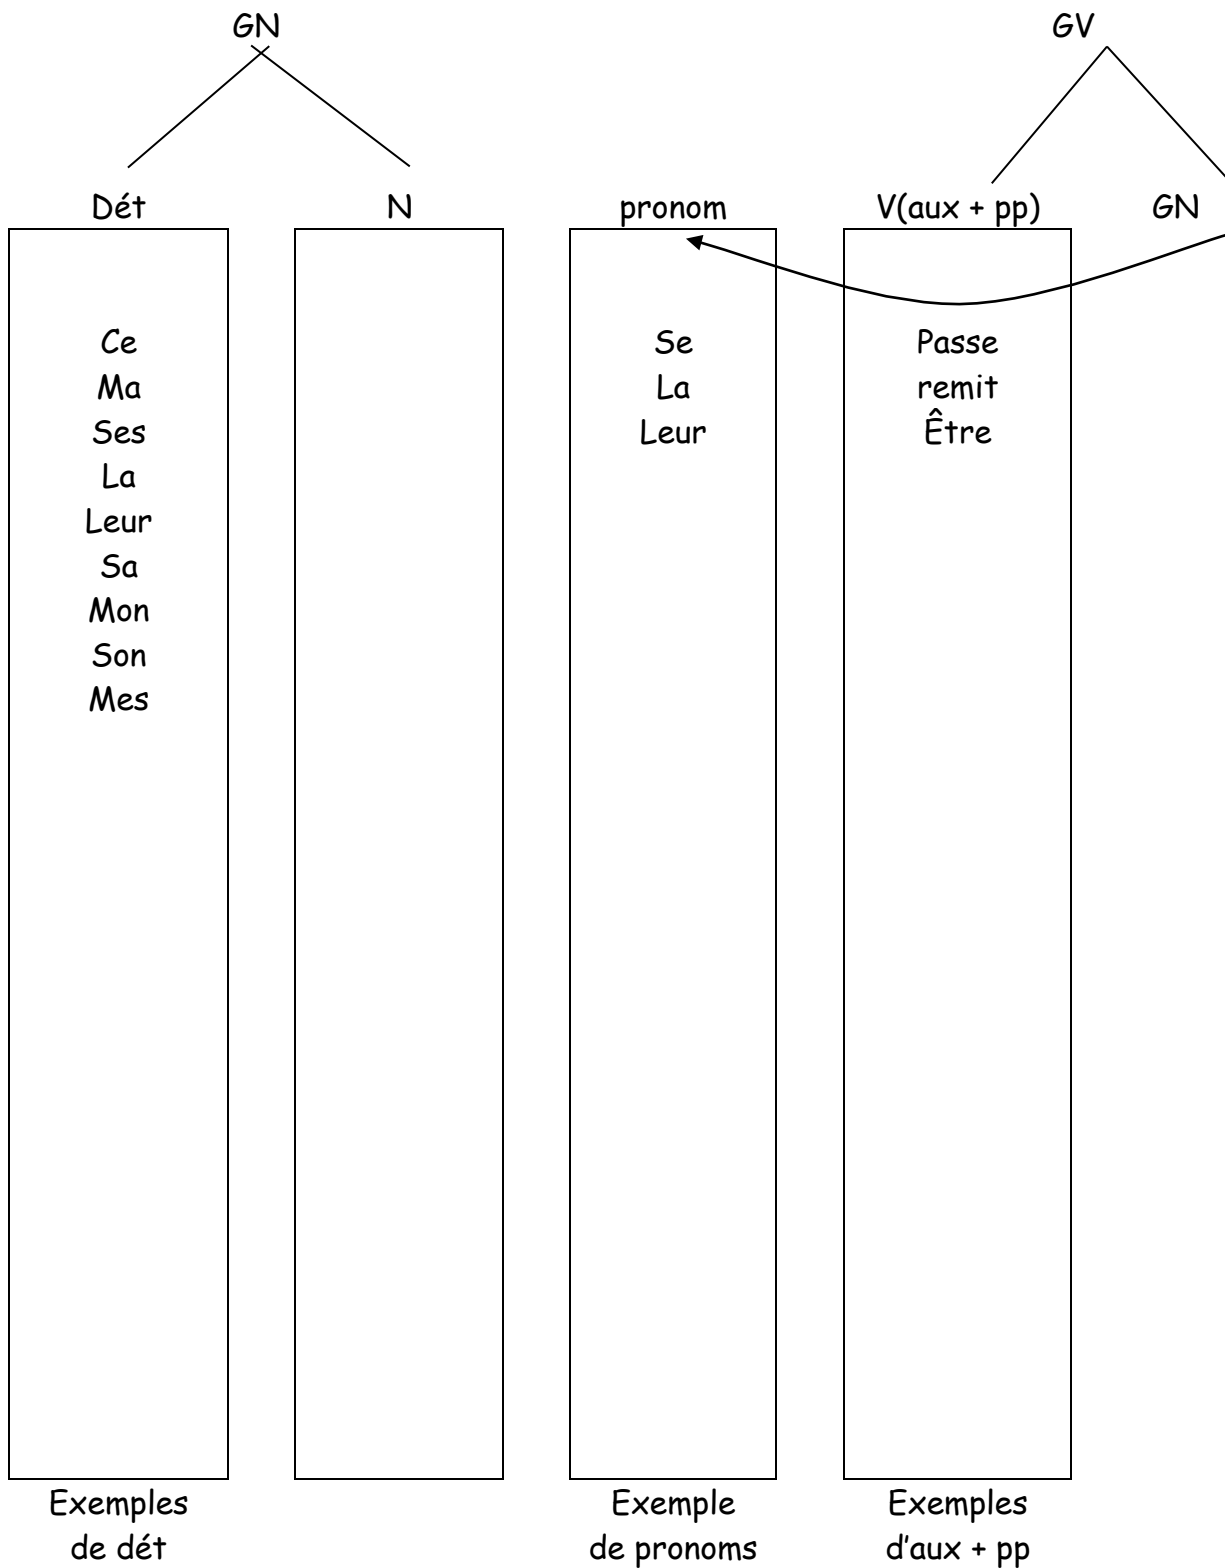 GN GV
Dét N pronom V(aux + pp) GN
Ce Se Passe
Ma La remit
Ses Leur Être
La
Leur
Sa
Mon
Son
Mes
Exemples Exemple Exemples
de dét de pronoms d'aux + pp